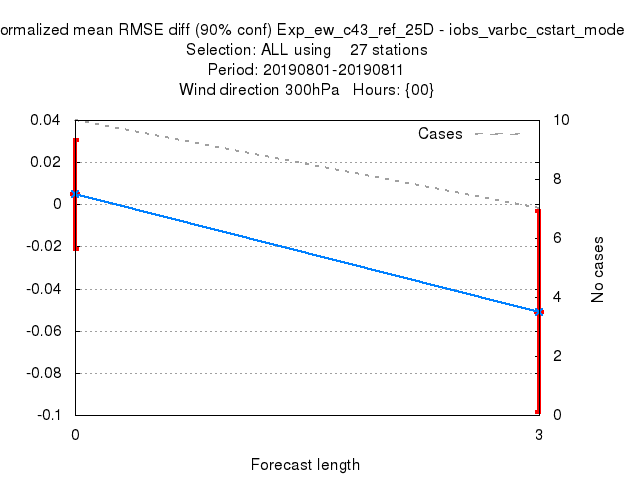 ormalized mean RMSE diff (90% conf) Exp_ew_c43_ref_25D - iobs_varbc_cstart_mode
Selection: ALL using    27 stations
Period: 20190801-20190811
Wind direction 300hPa   Hours: {00}
Cases
0.04
0.02
0
-0.02
-0.04
-0.06
-0.08
-0.1
10
8
6
4
2
0
No cases
0
3
Forecast length